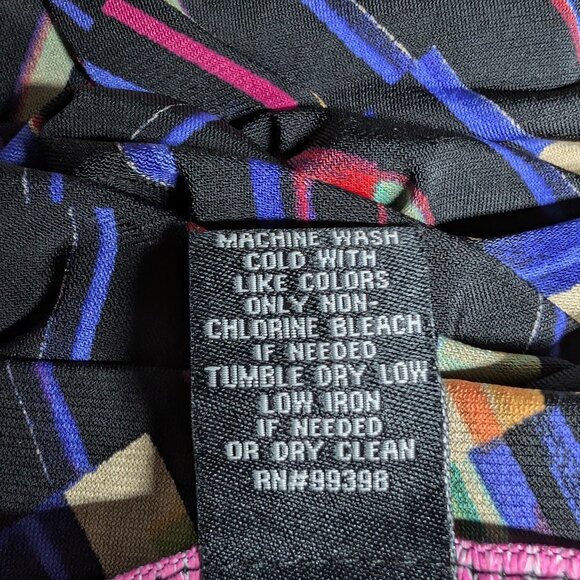 MACHINE WASH
COLD WITH
LIKE COLORS
ONLY NON-
CHLORINE BLEACH
IF NEEDED
TUMBLE DRY LOW
LOW IRON
IF NEEDED
OR DRY CLEAN
RN#99398